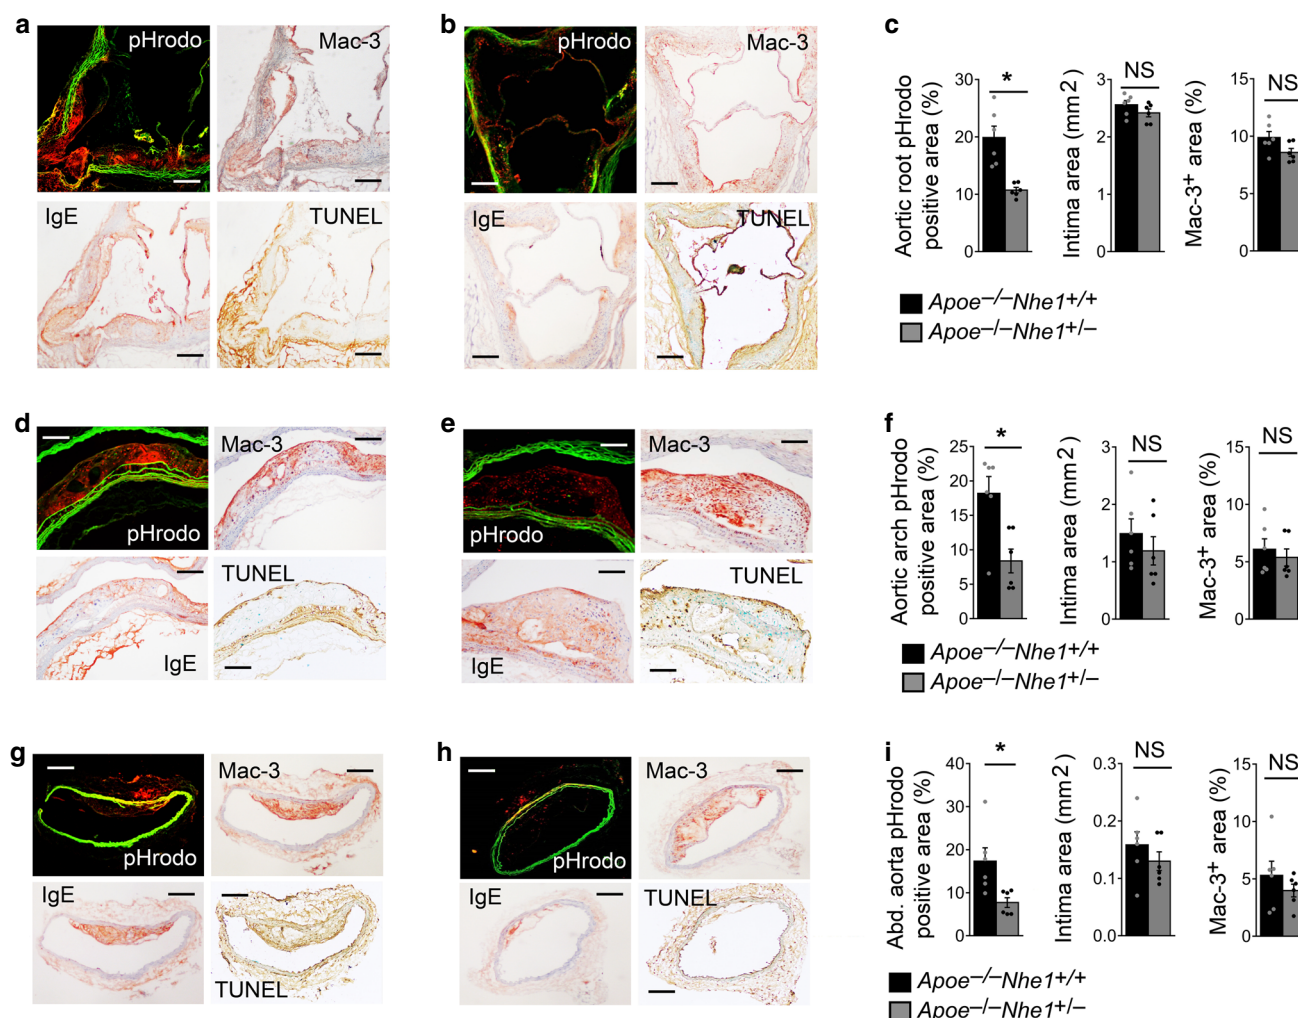 a
pHrodo
Mac-3
IgE
TUNEL
b
pHrodo
Mac-3
IgE
TUNEL
c
Aortic root pHrodo
positive area (%)
30
20
10
0
*
Intima area (mm2)
3
2
1
0
NS
Mac-3+ area (%)
15
10
5
0
NS
Apoe–/–Nhe1+/+
Apoe–/–Nhe1+/–
d
pHrodo
Mac-3
IgE
TUNEL
e
pHrodo
Mac-3
IgE
TUNEL
f
Aortic arch pHrodo
positive area (%)
25
20
15
10
5
0
*
Intima area (mm2)
3
2
1
0
NS
Mac-3+ area (%)
15
10
5
0
NS
Apoe–/–Nhe1+/+
Apoe–/–Nhe1+/–
g
pHrodo
Mac-3
IgE
TUNEL
h
pHrodo
Mac-3
IgE
TUNEL
i
Abd. aorta pHrodo
positive area (%)
40
30
20
10
0
*
Intima area (mm2)
0.3
0.2
0.1
0.0
NS
Mac-3+ area (%)
15
10
5
0
NS
Apoe–/–Nhe1+/+
Apoe–/–Nhe1+/–